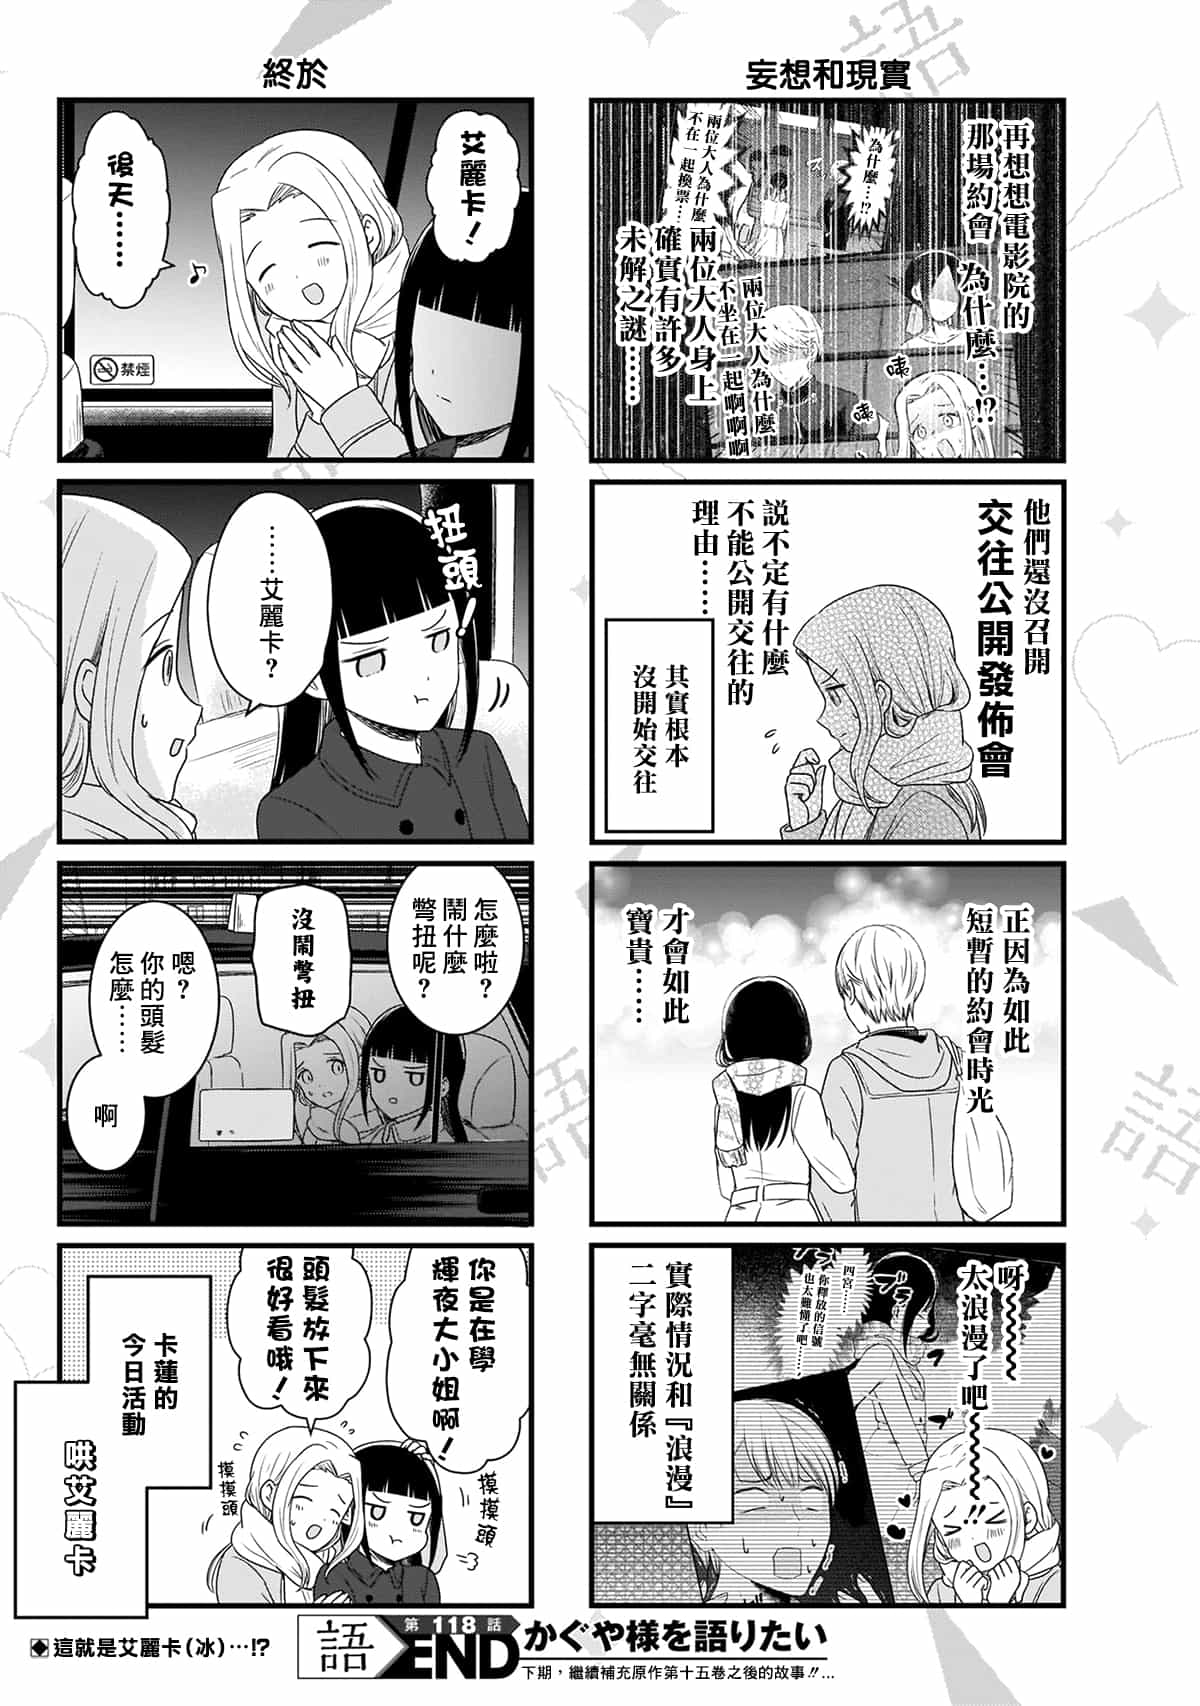 妄想和現實
再想想電影院的
那場約會
為什麼…!?
為什麼…!?
兩位大人為什麼
不在一起換票……
兩位大人為什麼
不坐在一起啊啊啊
咦
咦
兩位大人身上
確實有許多
未解之謎……
他們還沒召開
交往公開發佈會
說不定有什麼
不能公開交往的
理由……
其實根本
沒開始交往
正因為如此
短暫的約會時光
才會如此
寶貴……
呀
太浪漫了吧
!!
四宮……
你釋放的信號
也太難懂了吧……
實際情況和『浪漫』
二字毫無關係
終於
艾麗卡！
後天……
♪
禁煙
扭頭
！
……艾麗卡？
怎麼啦？
鬧什麼
彆扭呢？
沒鬧彆扭
嗯？
你的頭髮
怎麼……
啊
你是在學
輝夜大小姐啊！
頭髮放下來
很好看哦！
摸摸頭
摸摸頭
卡蓮的
今日活動
哄艾麗卡
這就是艾麗卡（冰）…!?
語
第118話
END
かぐや様を語りたい
下期，繼續補充原作第十五卷之後的故事!!…
語
語